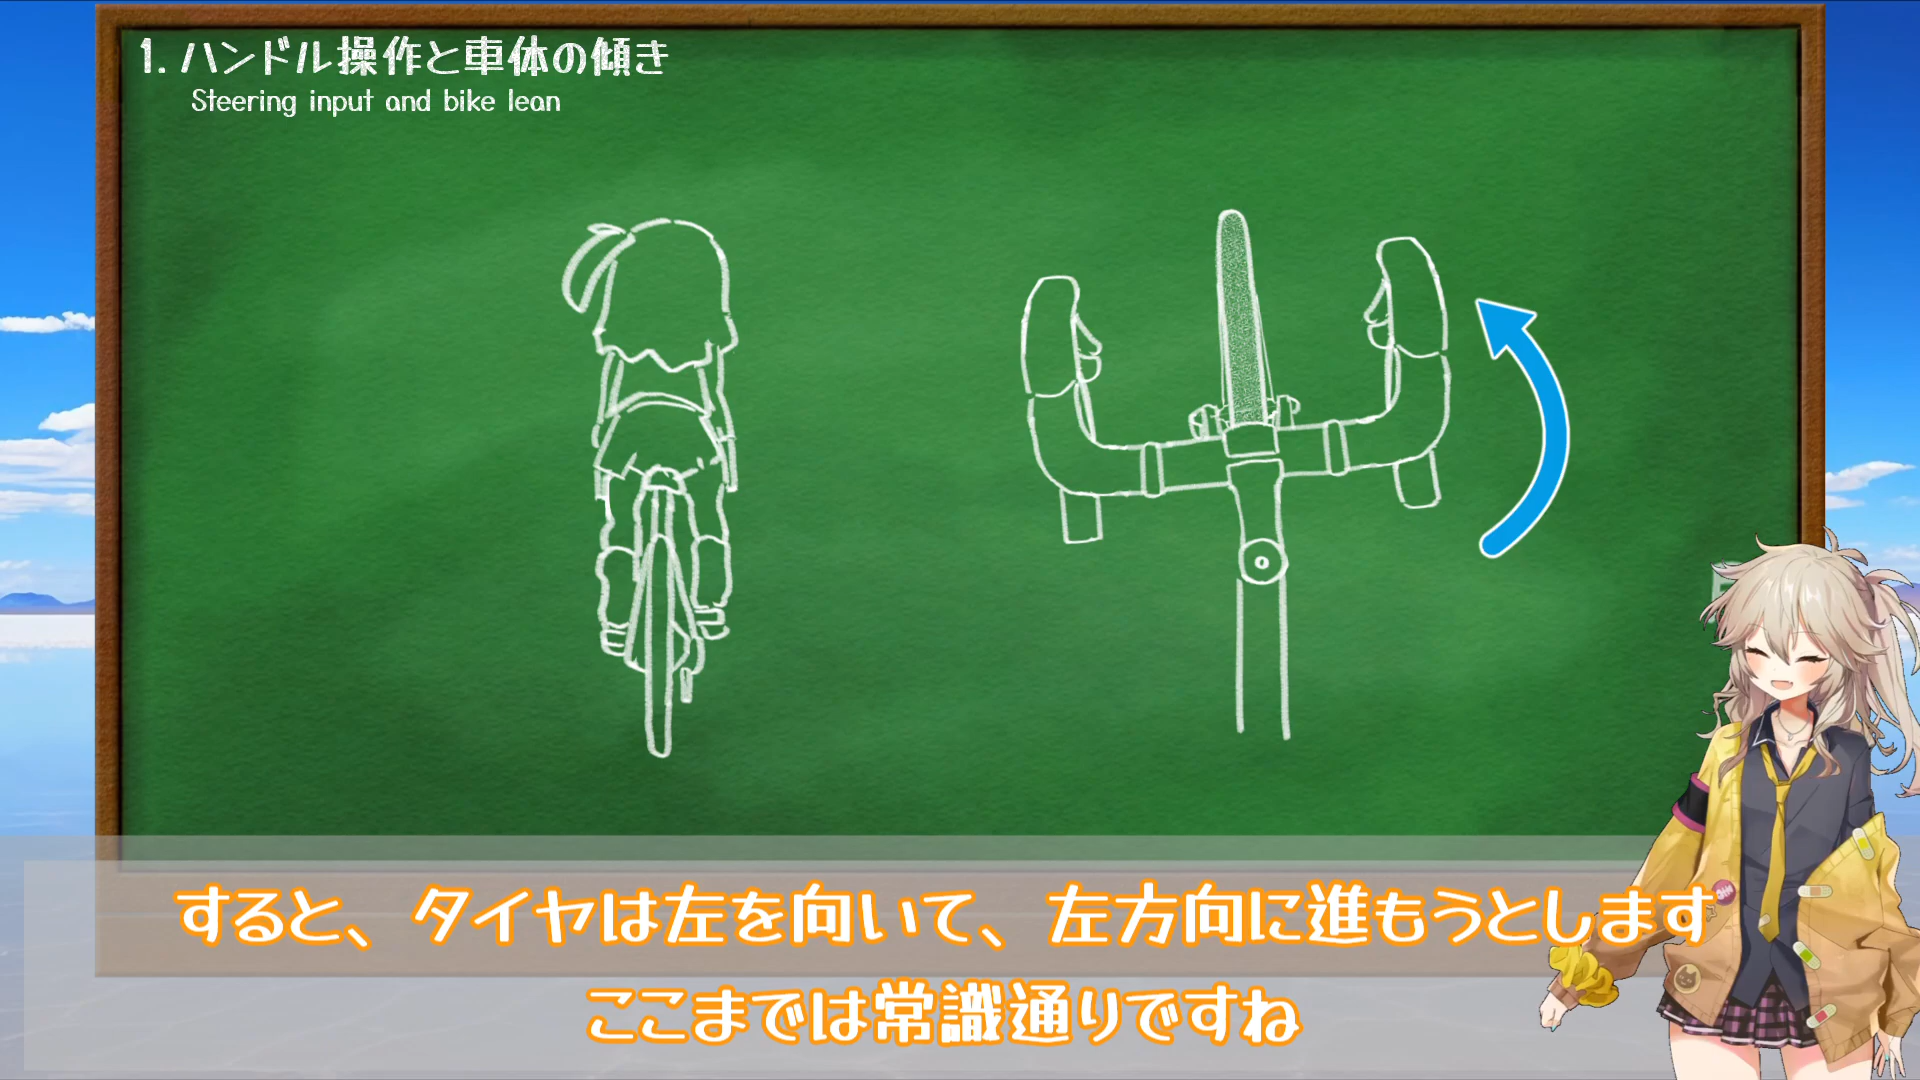 1. ハンドル操作と車体の傾き
Steering input and bike lean
すると、タイヤは左を向いて、左方向に進もうとします
ここまでは常識通りですね